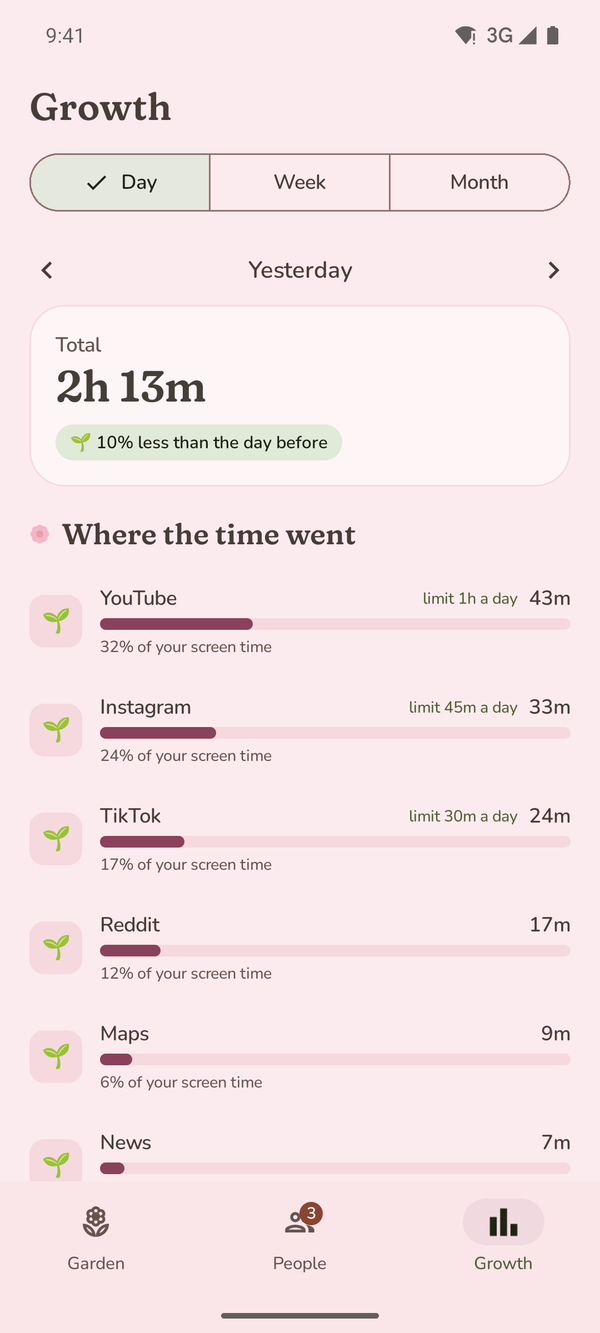 9:41
3G
Growth
Day
Week
Month
Yesterday
Total
2h 13m
🌱 10% less than the day before
Where the time went
YouTube
limit 1h a day 43m
32% of your screen time
Instagram
limit 45m a day 33m
24% of your screen time
TikTok
limit 30m a day 24m
17% of your screen time
Reddit
17m
12% of your screen time
Maps
9m
6% of your screen time
News
7m
3
Garden
People
Growth